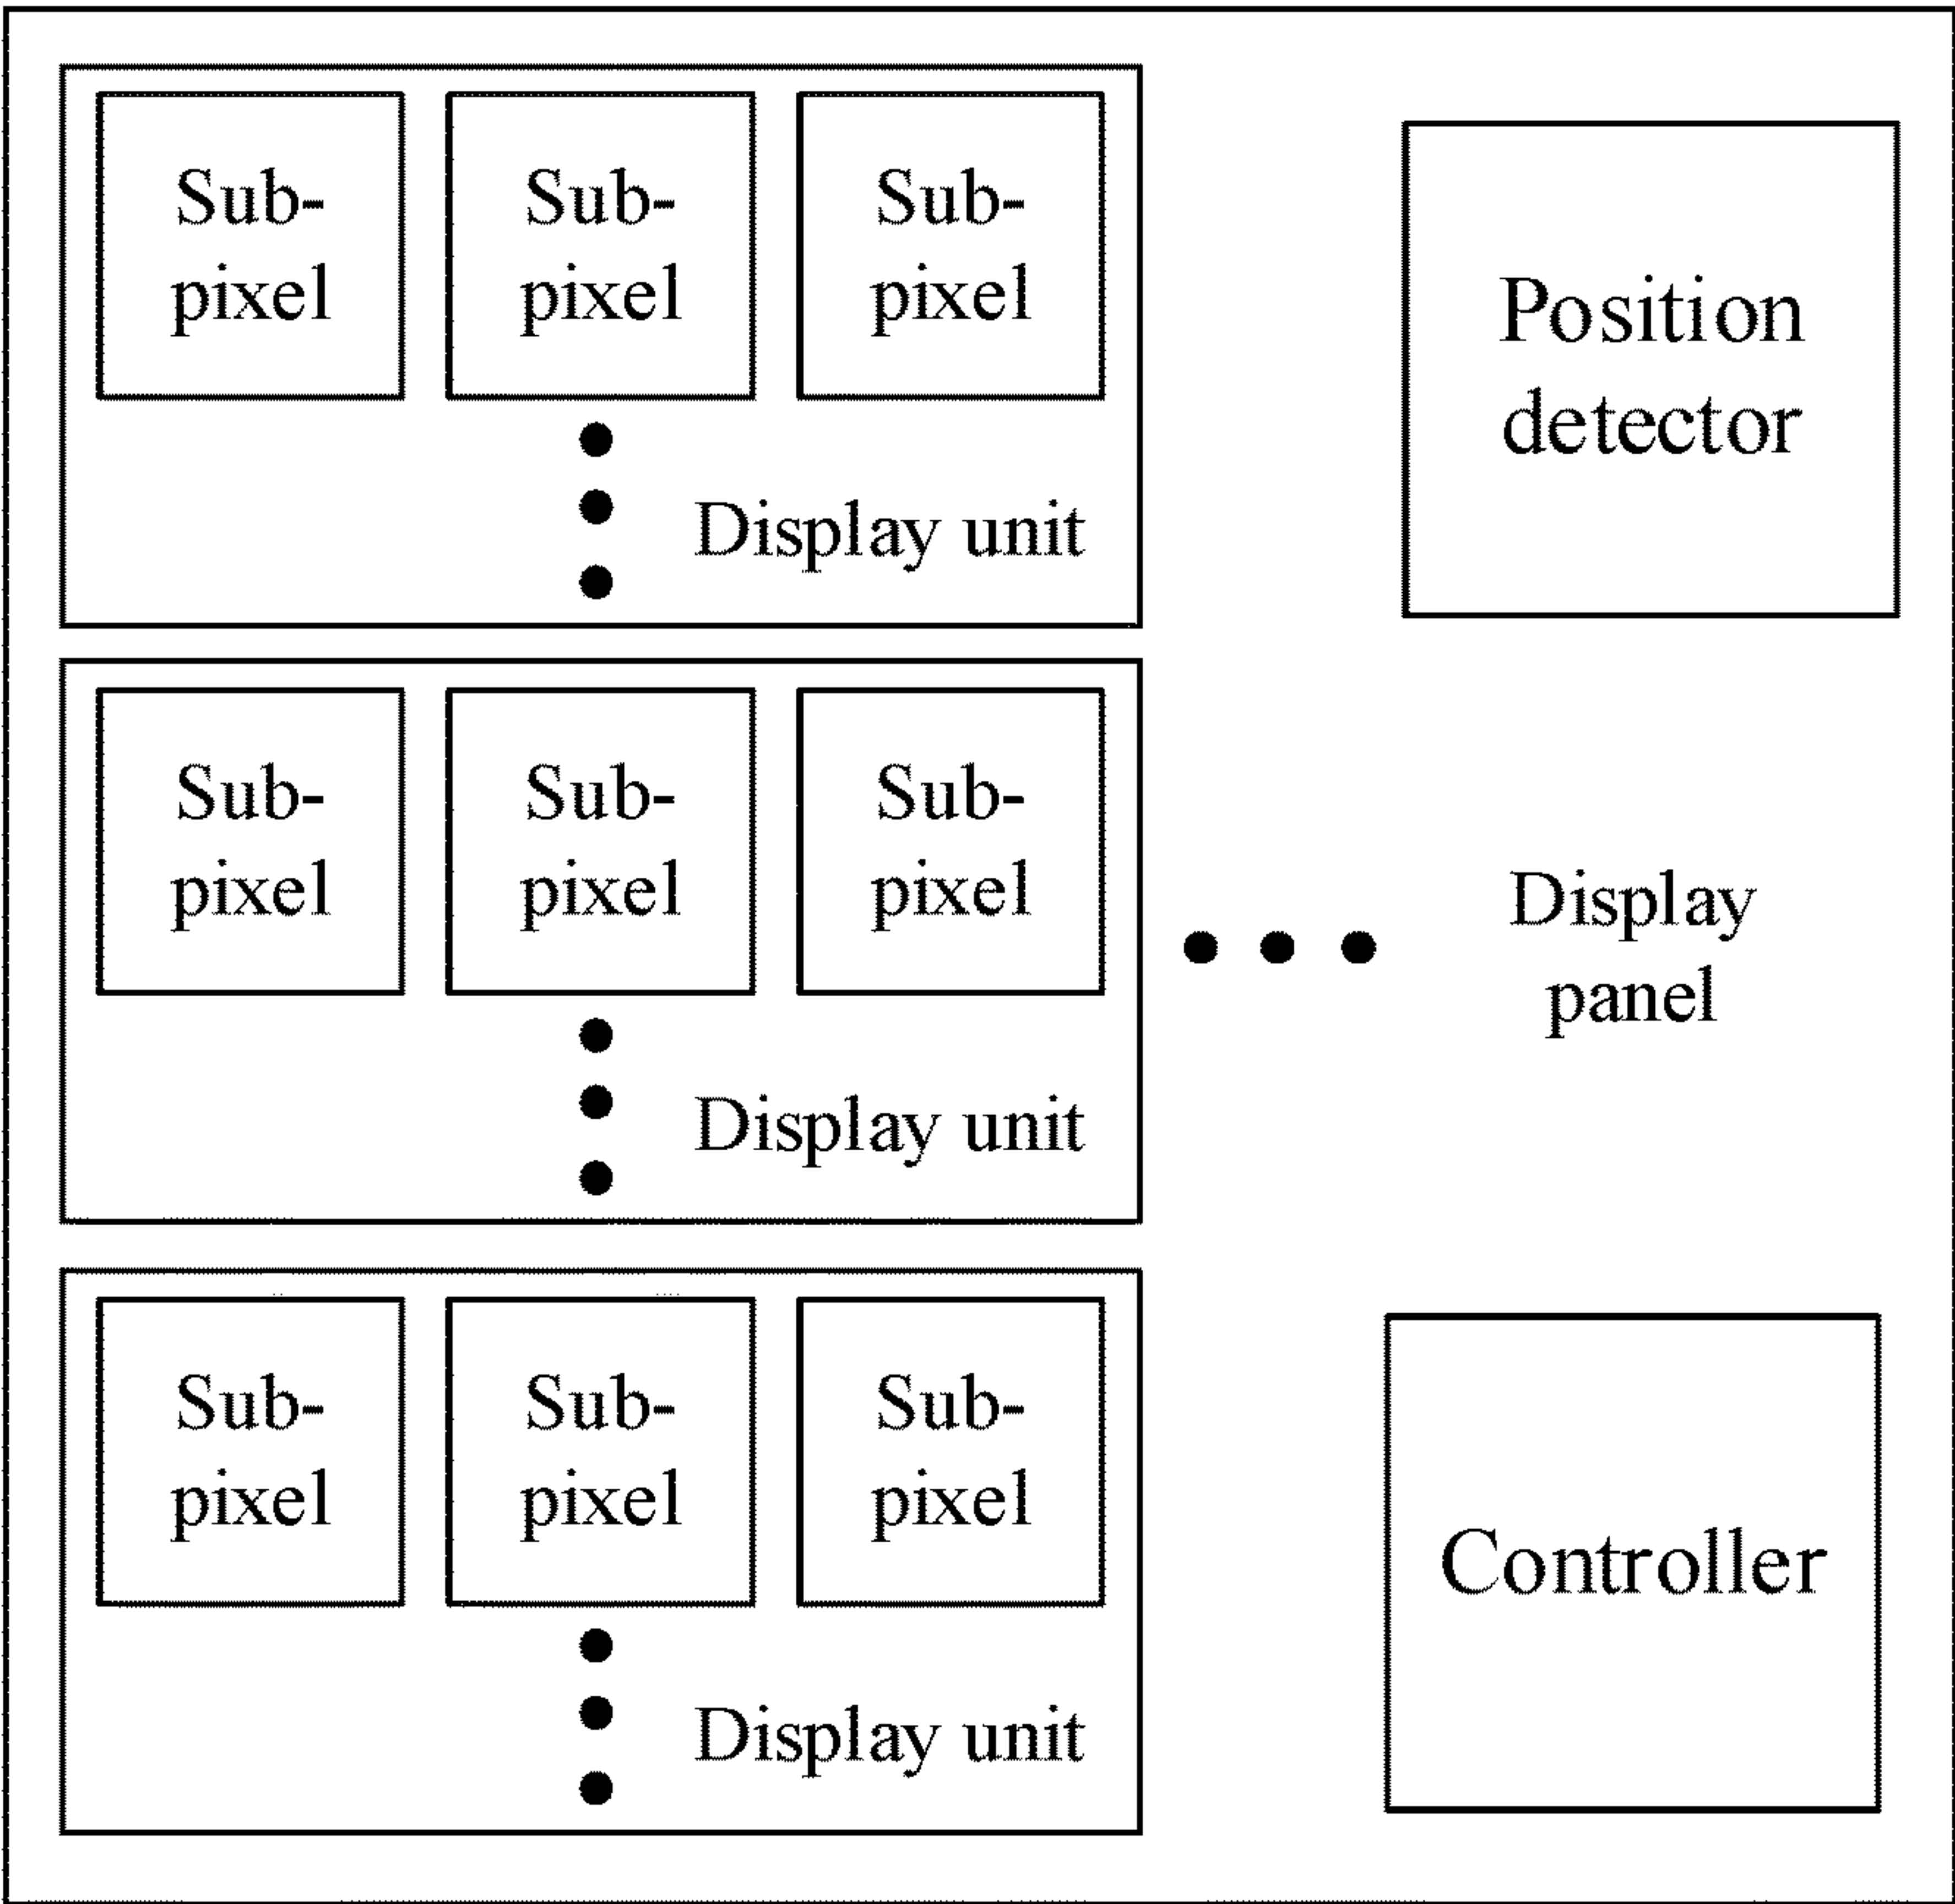 Sub-
pixel
Sub-
pixel
Sub-
pixel
Display unit
Position
detector
Sub-
pixel
Sub-
pixel
Sub-
pixel
Display unit
Display
panel
Sub-
pixel
Sub-
pixel
Sub-
pixel
Display unit
Controller